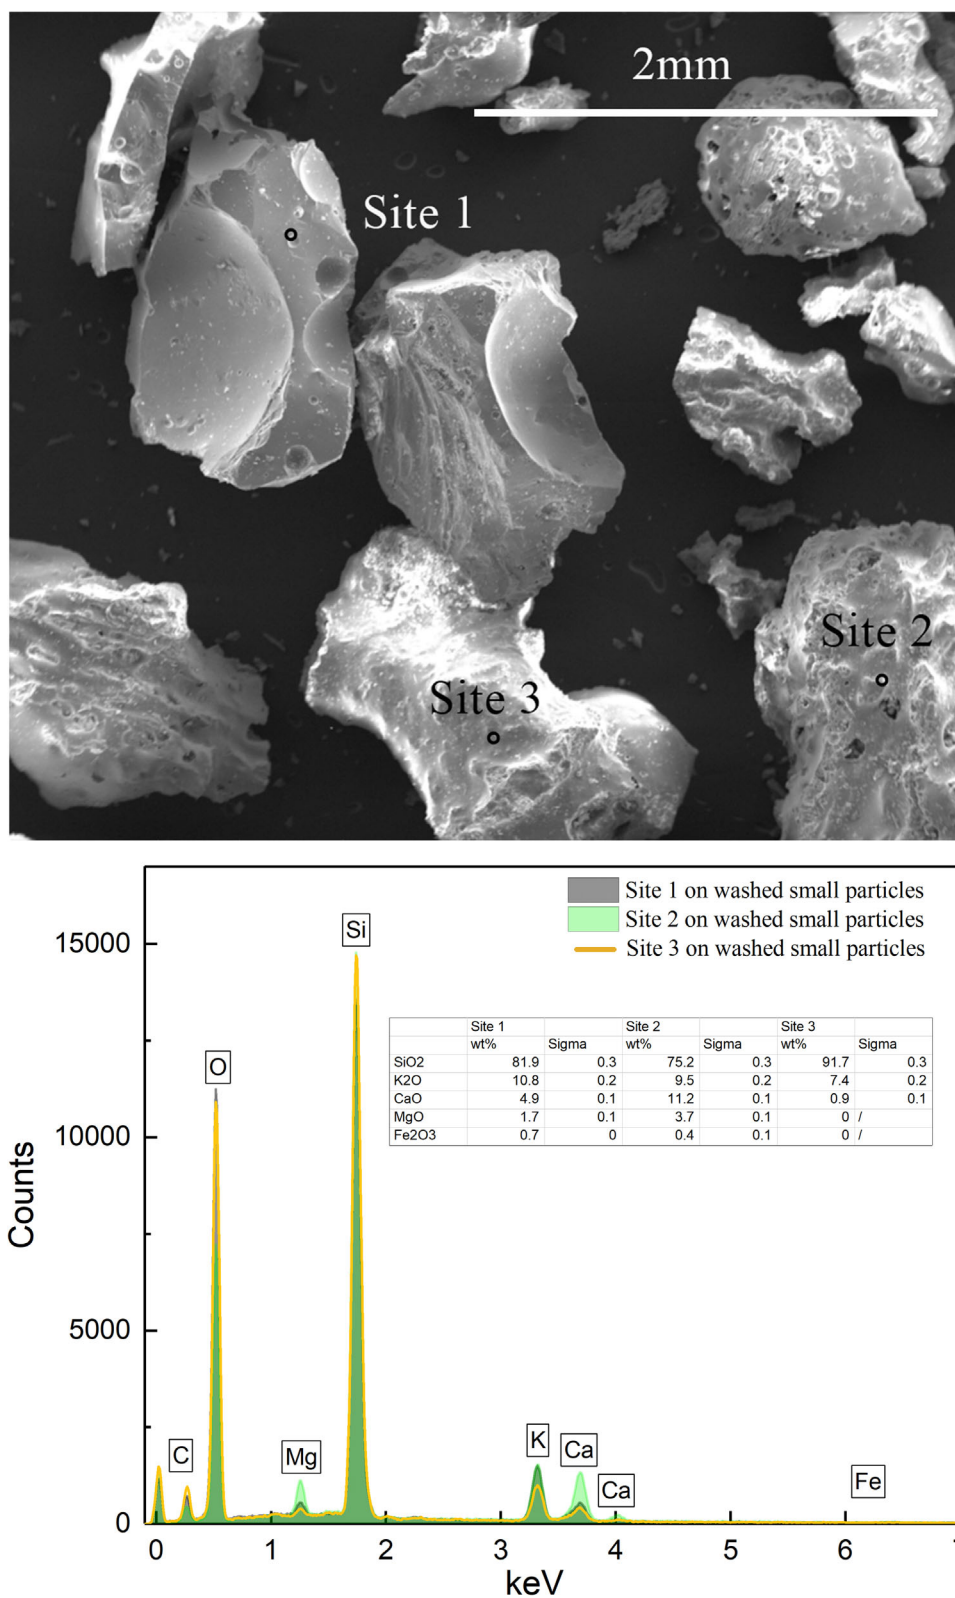 2mm
Site 1
Site 2
Site 3
Site 1 on washed small particles
Site 2 on washed small particles
Site 3 on washed small particles
Si
O
C
Mg
K
Ca
Ca
Fe
Site 1 Site 2 Site 3
wt% Sigma wt% Sigma wt% Sigma
SiO2 81.9 0.3 75.2 0.3 91.7 0.3
K2O 10.8 0.2 9.5 0.2 7.4 0.2
CaO 4.9 0.1 11.2 0.1 0.9 0.1
MgO 1.7 0.1 3.7 0.1 0 /
Fe2O3 0.7 0 0.4 0.1 0 /
15000
10000
5000
0
Counts
0 1 2 3 4 5 6
keV